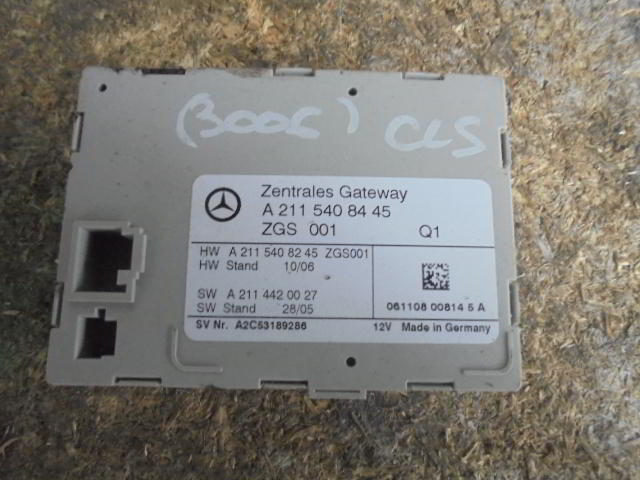 (3006) CLS
Zentrales Gateway
A 211 540 84 45
ZGS 001 Q1
HW A 211 540 82 45 ZGS001
HW Stand 10/06
SW A 211 442 00 27
SW Stand 28/05
061108 00814 5 A
SV Nr. A2C53189286 12V Made in Germany